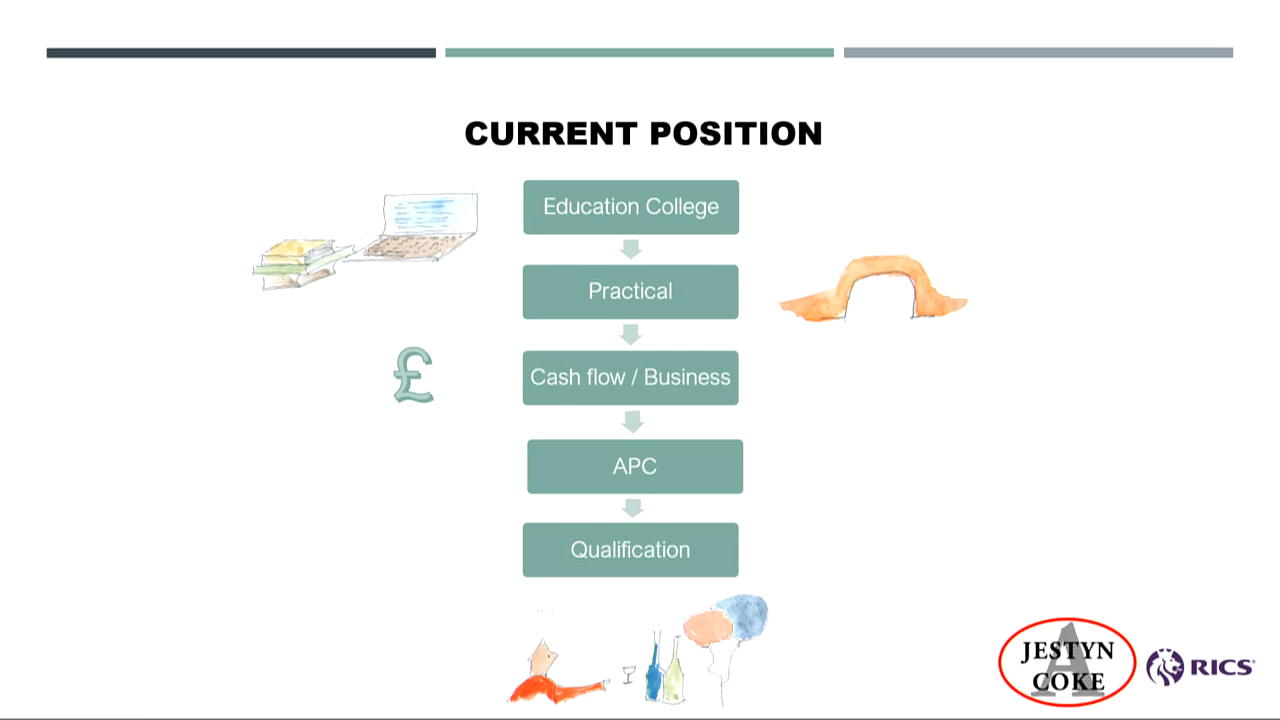 CURRENT POSITION
Education College
Practical
£
Cash flow / Business
APC
Qualification
A
JESTYN
COKE
RICS